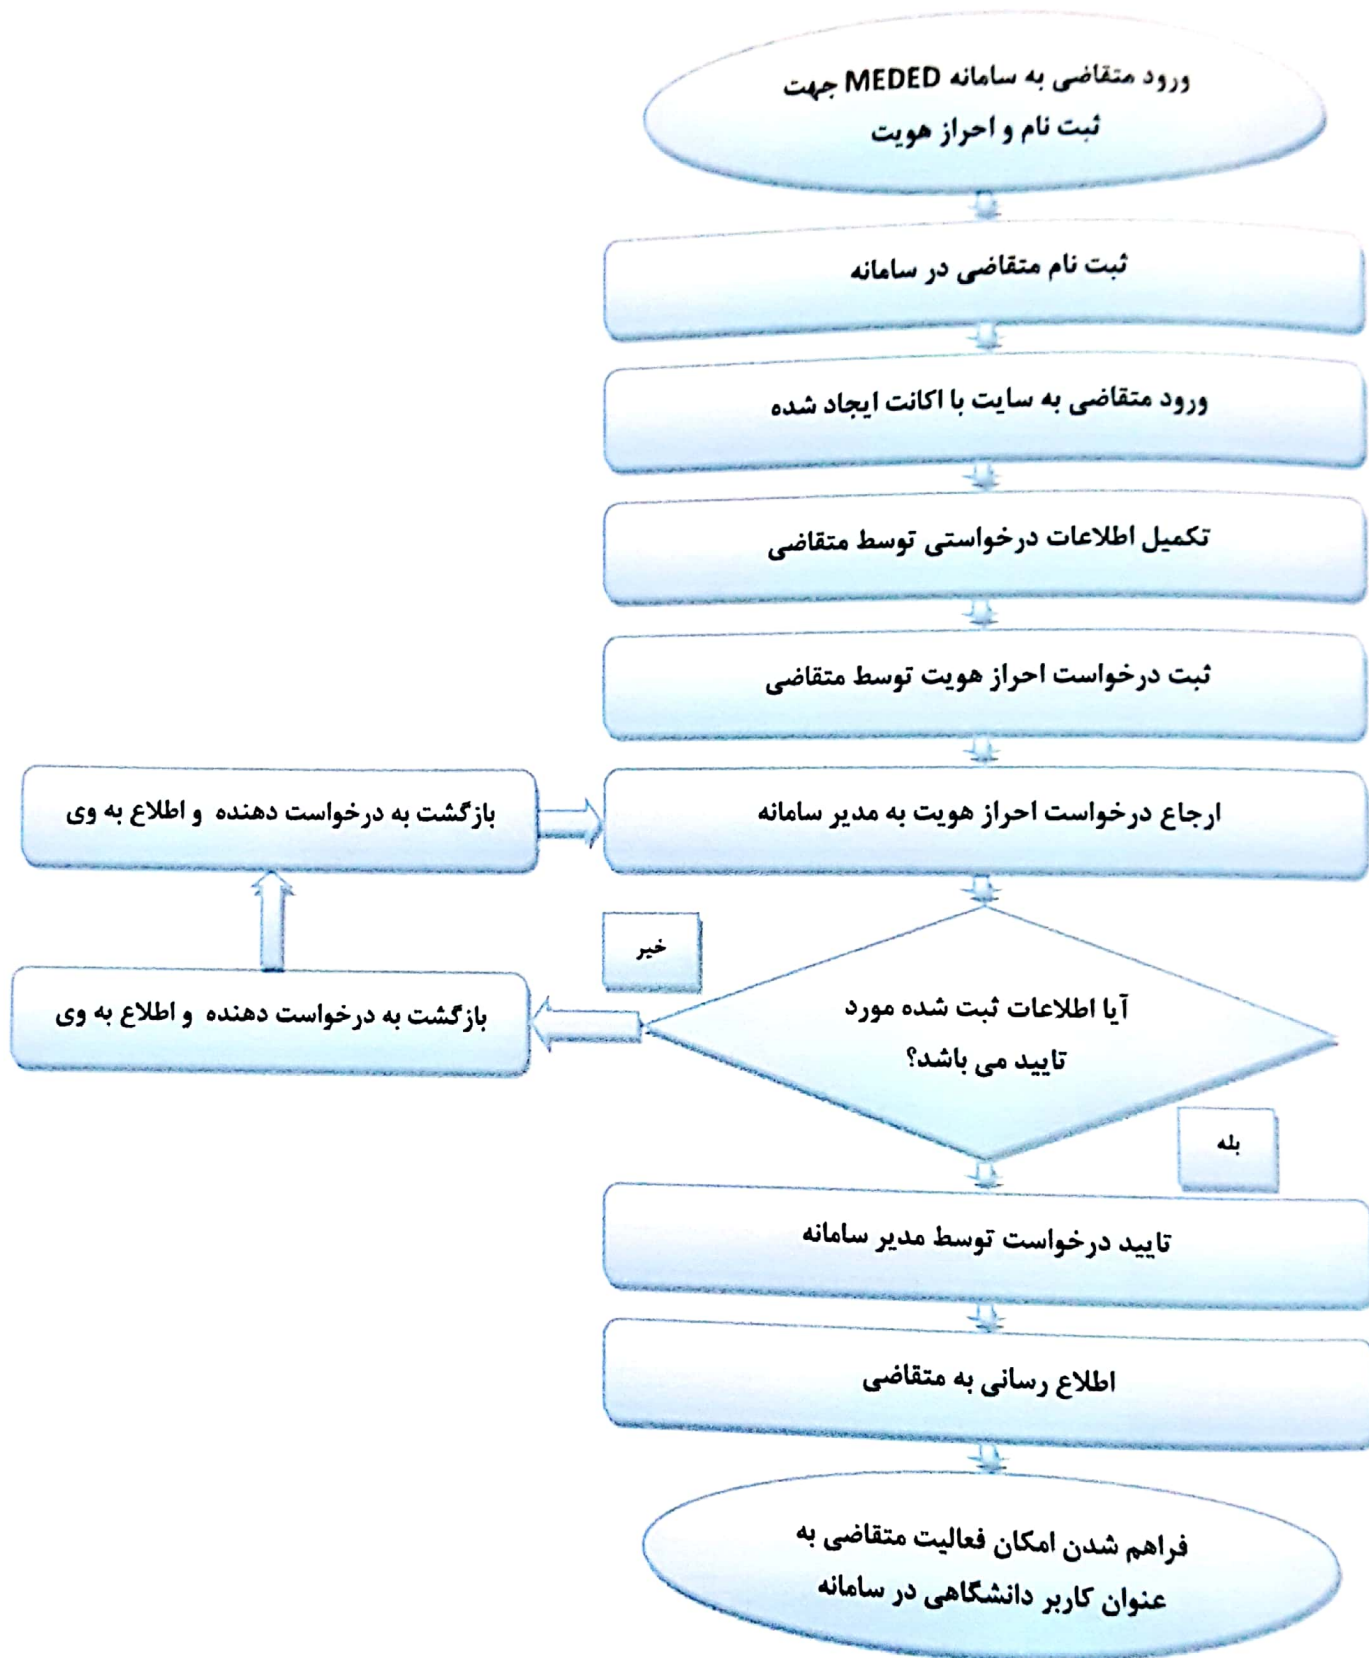 ورود متقاضی به سامانه MEDED جهت
ثبت نام و احراز هویت
ثبت نام متقاضی در سامانه
ورود متقاضی به سایت با اکانت ایجاد شده
تکمیل اطلاعات درخواستی توسط متقاضی
ثبت درخواست احراز هویت توسط متقاضی
ارجاع درخواست احراز هویت به مدیر سامانه
بازگشت به درخواست دهنده و اطلاع به وی
خیر
آیا اطلاعات ثبت شده مورد
تایید می باشد؟
بازگشت به درخواست دهنده و اطلاع به وی
بله
تایید درخواست توسط مدیر سامانه
اطلاع رسانی به متقاضی
فراهم شدن امکان فعالیت متقاضی به
عنوان کاربر دانشگاهی در سامانه